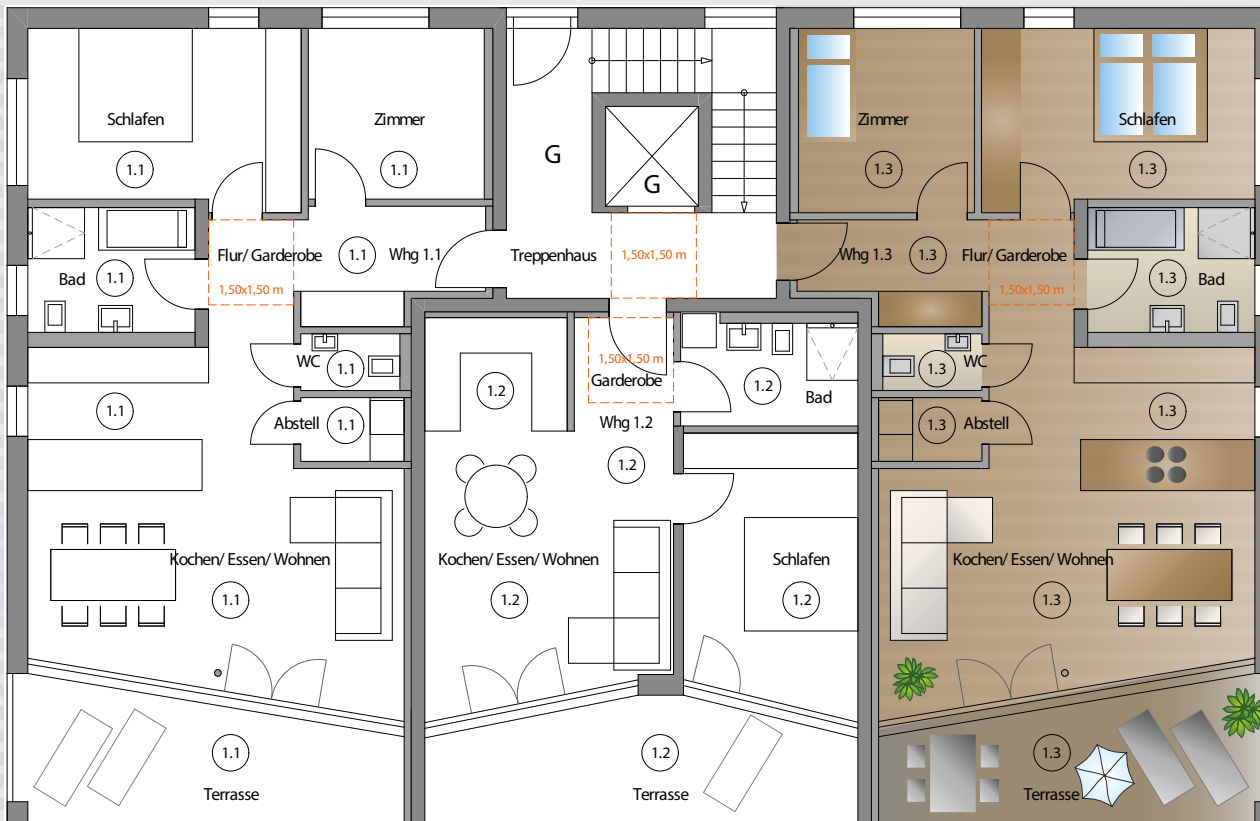 Schlafen
1.1
Zimmer
1.1
G
G
Zimmer
1.3
Schlafen
1.3
Bad
1.1
Flur/ Garderobe
1,50x1,50 m
1.1
Whg 1.1
Treppenhaus
1,50x1,50 m
Whg 1.3
1.3
Flur/ Garderobe
1,50x1,50 m
1.3
Bad
WC
1.1
1,50x1,50 m
Garderobe
1.2
1.2
Bad
1.3
WC
1.1
Abstell
1.1
Whg 1.2
1.2
1.3
Abstell
1.3
Kochen/ Essen/ Wohnen
1.1
Kochen/ Essen/ Wohnen
1.2
Schlafen
1.2
Kochen/ Essen/ Wohnen
1.3
1.1
Terrasse
1.2
Terrasse
1.3
Terrasse